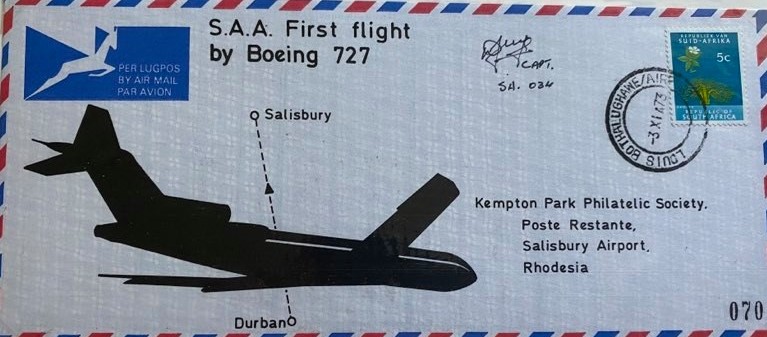 S.A.A. First flight
by Boeing 727
PER LUGPOS
BY AIR MAIL
PAR AVION
CAPT.
SA. 034
REPUBLIEK VAN
SUID-AFRIKA
5c
REPUBLIC OF
SOUTH AFRICA
LOUIS BOTHALUGHAWE/AIR
-3 XI 73
Salisbury
Kempton Park Philatelic Society.
Poste Restante,
Salisbury Airport,
Rhodesia
Durban
070